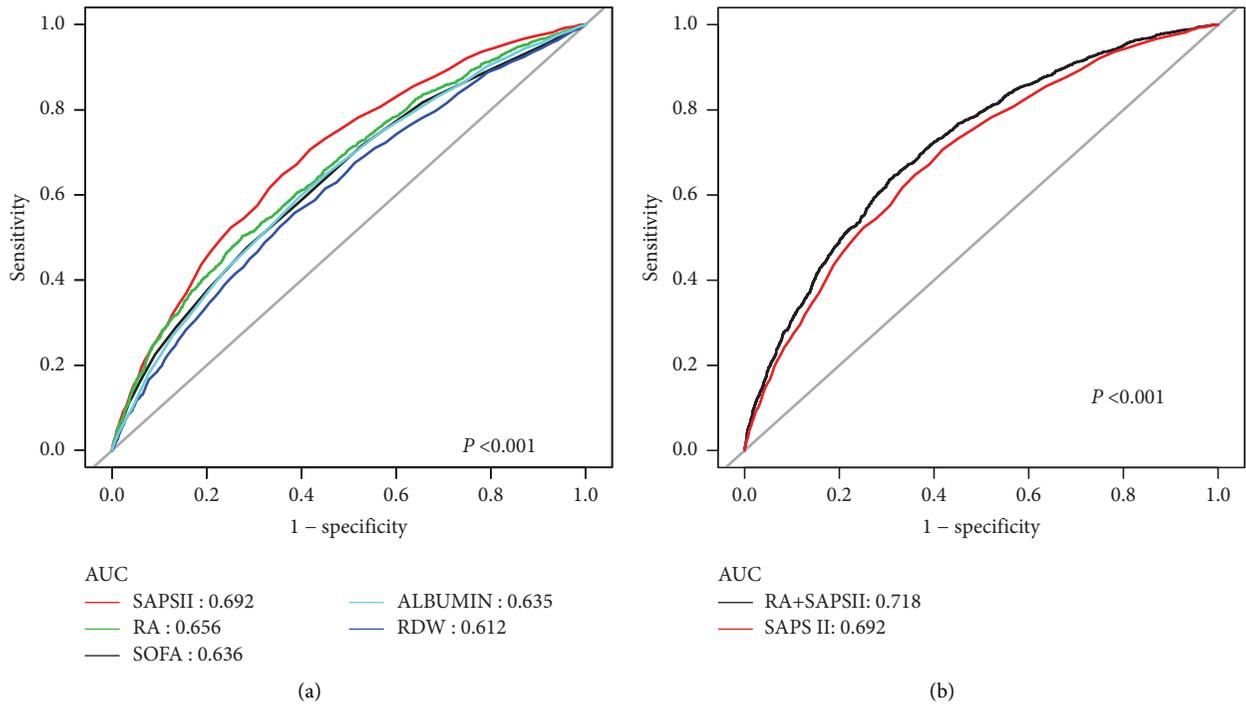 1.0
0.8
0.6
0.4
0.2
0.0
Sensitivity
P <0.001
0.0 0.2 0.4 0.6 0.8 1.0
1 − specificity
AUC
SAPSII : 0.692
RA : 0.656
SOFA : 0.636
ALBUMIN : 0.635
RDW : 0.612
(a)
1.0
0.8
0.6
0.4
0.2
0.0
Sensitivity
P <0.001
0.0 0.2 0.4 0.6 0.8 1.0
1 − specificity
AUC
RA+SAPSII: 0.718
SAPS II: 0.692
(b)